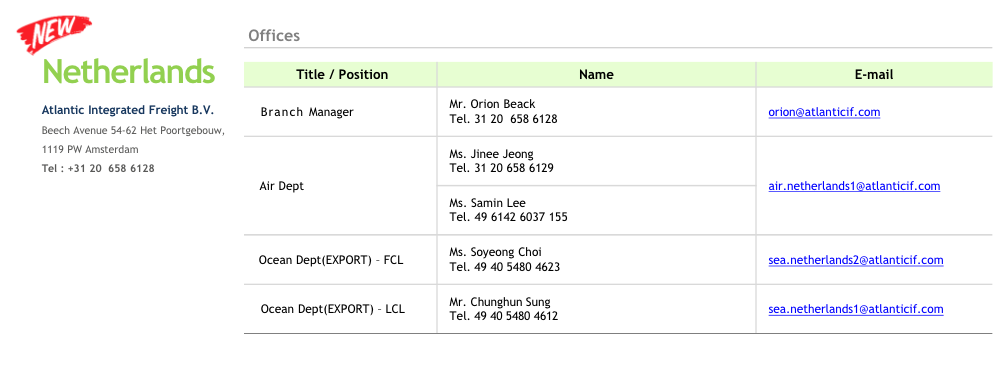 NEW
Netherlands
Atlantic Integrated Freight B.V.
Beech Avenue 54-62 Het Poortgebouw,
1119 PW Amsterdam
Tel : +31 20 658 6128
Offices
Title / Position Name E-mail
Branch Manager
Mr. Orion Beack
Tel. 31 20 658 6128
orion@atlanticif.com
Air Dept
Ms. Jinee Jeong
Tel. 31 20 658 6129
Ms. Samin Lee
Tel. 49 6142 6037 155
air.netherlands1@atlanticif.com
Ocean Dept(EXPORT) – FCL
Ms. Soyeong Choi
Tel. 49 40 5480 4623
sea.netherlands2@atlanticif.com
Ocean Dept(EXPORT) – LCL
Mr. Chunghun Sung
Tel. 49 40 5480 4612
sea.netherlands1@atlanticif.com